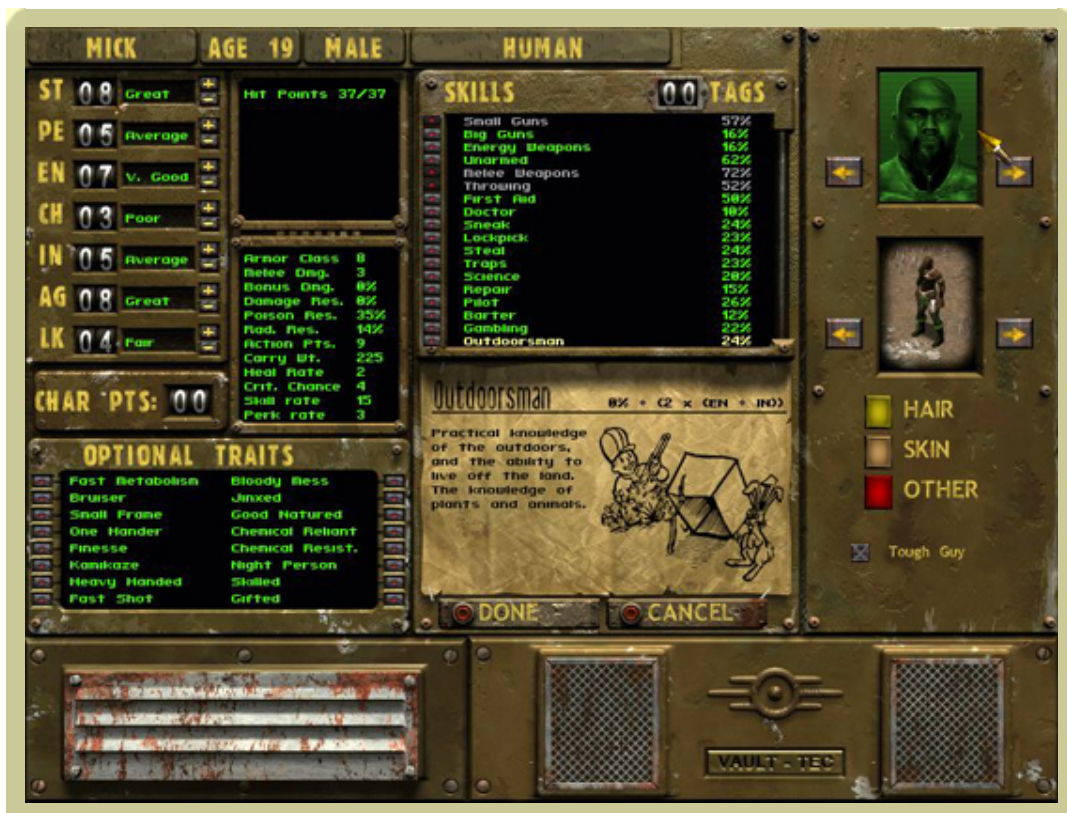 MICK AGE 19 MALE HUMAN
ST 08 Great
PE 05 Average
EN 07 V. Good
CH 03 Poor
IN 05 Average
AG 08 Great
LK 04 Fair
CHAR PTS: 00
Hit Points 37/37
Armor Class 8
Melee Dmg. 3
Bonus Dmg. 0%
Damage Res. 0%
Poison Res. 35%
Rad. Res. 14%
Action Pts. 9
Carry Wt. 225
Heal Rate 2
Crit. Chance 4
Skill rate 15
Perk rate 3
SKILLS 00 TAGS
Small Guns 57%
Big Guns 16%
Energy Weapons 16%
Unarmed 62%
Melee Weapons 72%
Throwing 52%
First Aid 50%
Doctor 10%
Sneak 24%
Lockpick 23%
Steal 24%
Traps 23%
Science 20%
Repair 15%
Pilot 26%
Barter 12%
Gambling 22%
Outdoorsman 24%
OPTIONAL TRAITS
Fast Metabolism Bloody Mess
Bruiser Jinxed
Small Frame Good Natured
One Hander Chemical Reliant
Finesse Chemical Resist.
Kamikaze Night Person
Heavy Handed Skilled
Fast Shot Gifted
Outdoorsman 0% + (2 x (EN + IN))
Practical knowledge
of the outdoors,
and the ability to
live off the land.
The knowledge of
plants and animals.
DONE CANCEL
HAIR
SKIN
OTHER
Tough Guy
VAULT - TEC